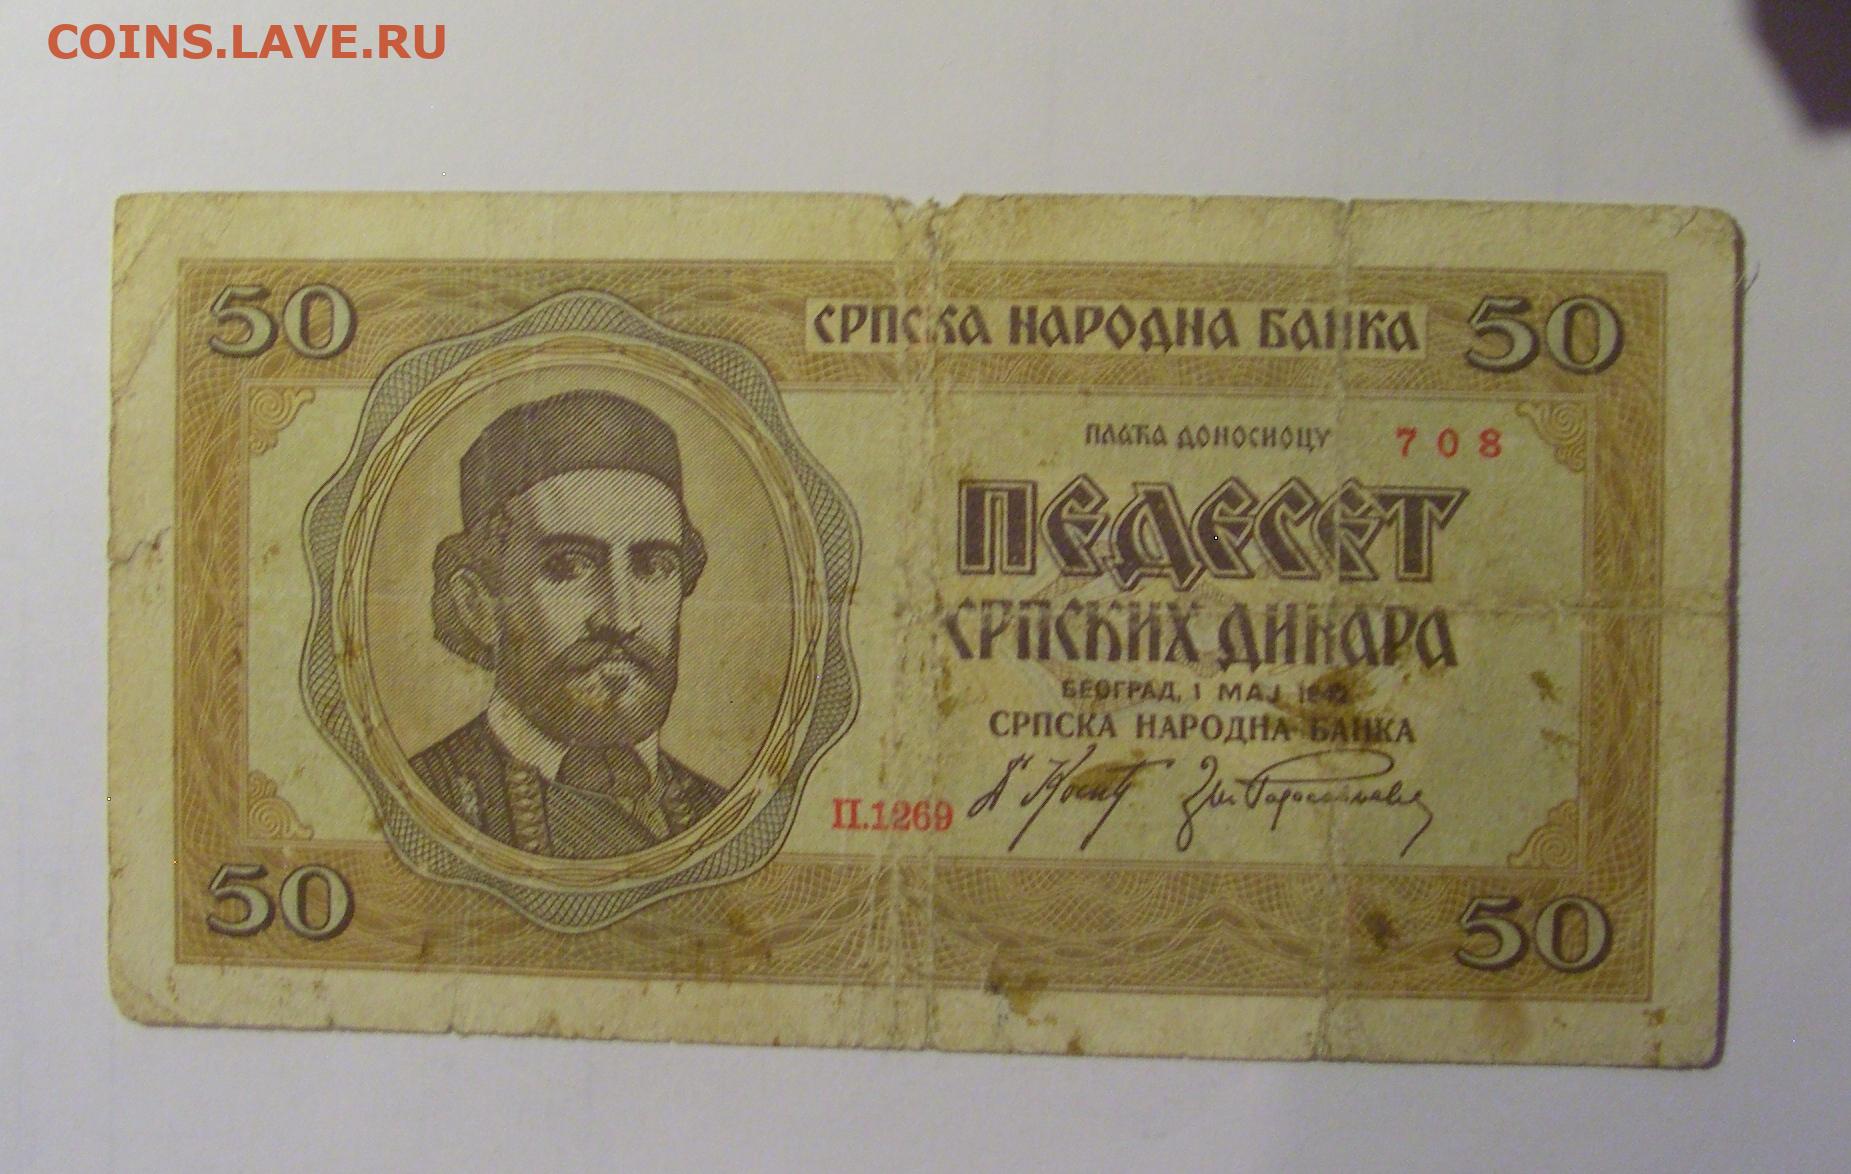 COINS.LAVE.RU
50
СРПСКА НАРОДНА БАНКА
50
ПЛАЋА ДОНОСИОЦУ
708
ПЕДЕСЕТ
СРПСКИХ ДИНАРА
БЕОГРАД, 1 МАЈ 1942
СРПСКА НАРОДНА БАНКА
П.1269
50
50